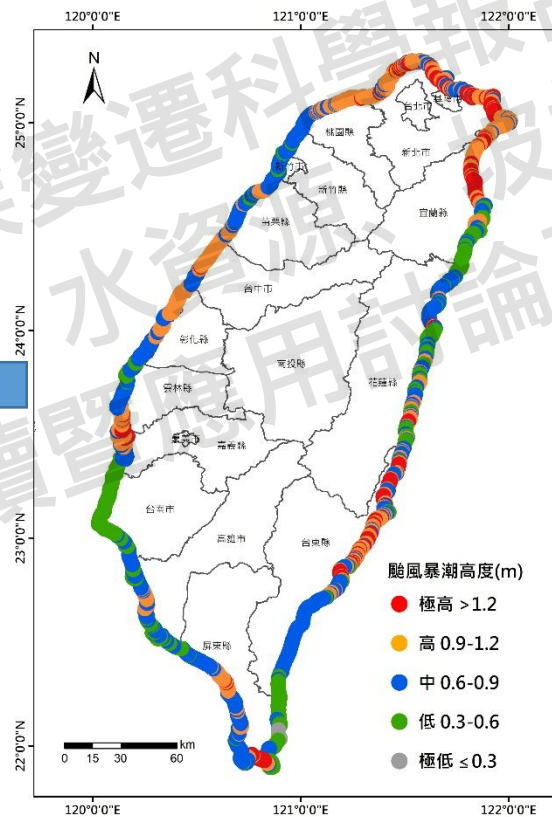 120°0'0"E
121°0'0"E
122°0'0"E
N
25°0'0"N
24°0'0"N
23°0'0"N
22°0'0"N
台北市
基隆市
桃園縣
新北市
新竹市
新竹縣
宜蘭縣
苗栗縣
台中市
彰化縣
南投縣
花蓮縣
雲林縣
嘉義縣
台南市
高雄市
台東縣
屏東縣
颱風暴潮高度(m)
極高 >1.2
高 0.9-1.2
中 0.6-0.9
低 0.3-0.6
極低 ≤0.3
km
0 15 30 60
120°0'0"E
121°0'0"E
122°0'0"E
變遷科學報
水資源、
及
續暨應用討論